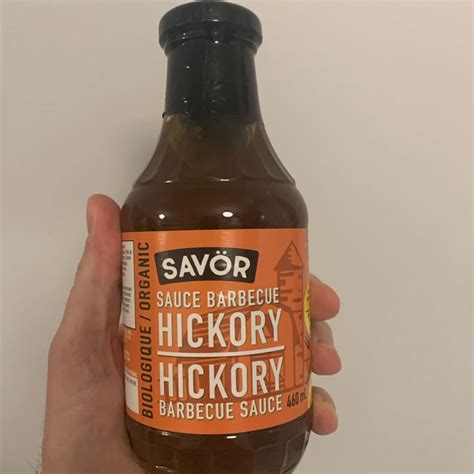 SAVÖR
SAUCE BARBECUE
HICKORY
HICKORY
BARBECUE SAUCE
460 mL
BIOLOGIQUE / ORGANIC